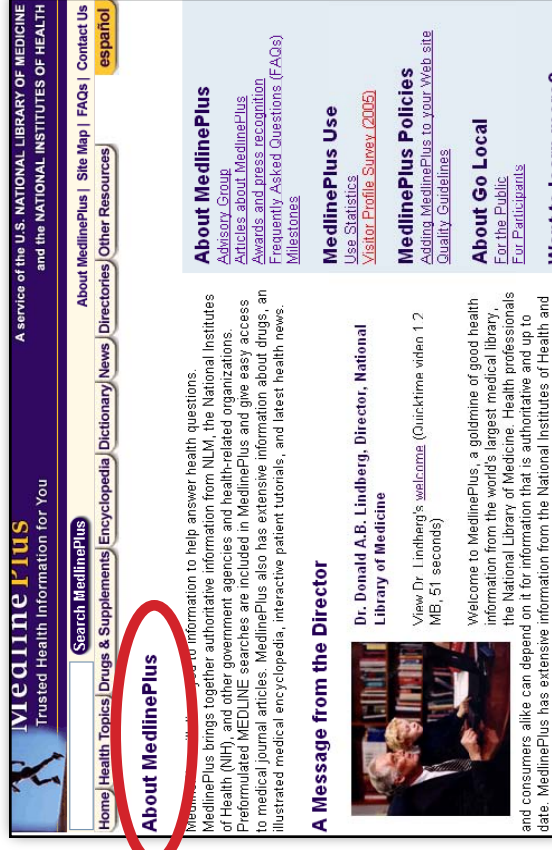 MedlinePlus
Trusted Health Information for You
A service of the U.S. NATIONAL LIBRARY OF MEDICINE
and the NATIONAL INSTITUTES OF HEALTH
Search MedlinePlus
About MedlinePlus | Site Map | FAQs | Contact Us
Home Health Topics Drugs & Supplements Encyclopedia Dictionary News Directories Other Resources español
About MedlinePlus
to information to help answer health questions.
MedlinePlus brings together authoritative information from NLM, the National Institutes
of Health (NIH), and other government agencies and health-related organizations.
Preformulated MEDLINE searches are included in MedlinePlus and give easy access
to medical journal articles. MedlinePlus also has extensive information about drugs, an
illustrated medical encyclopedia, interactive patient tutorials, and latest health news.
A Message from the Director
Dr. Donald A.B. Lindberg, Director, National
Library of Medicine
View Dr. Lindberg's welcome (Quicktime viden 1.2
MB, 51 seconds)
Welcome to MedlinePlus, a goldmine of good health
information from the world's largest medical library,
the National Library of Medicine. Health professionals
and consumers alike can depend on it for information that is authoritative and up to
date. MedlinePlus has extensive information from the National Institutes of Health and
About MedlinePlus
Advisory Group
Articles about MedlinePlus
Awards and press recognition
Frequently Asked Questions (FAQs)
Milestones
MedlinePlus Use
Use Statistics
Visitor Profile Survey (2005)
MedlinePlus Policies
Adding MedlinePlus to your Web site
Quality Guidelines
About Go Local
For the Public
For Participants